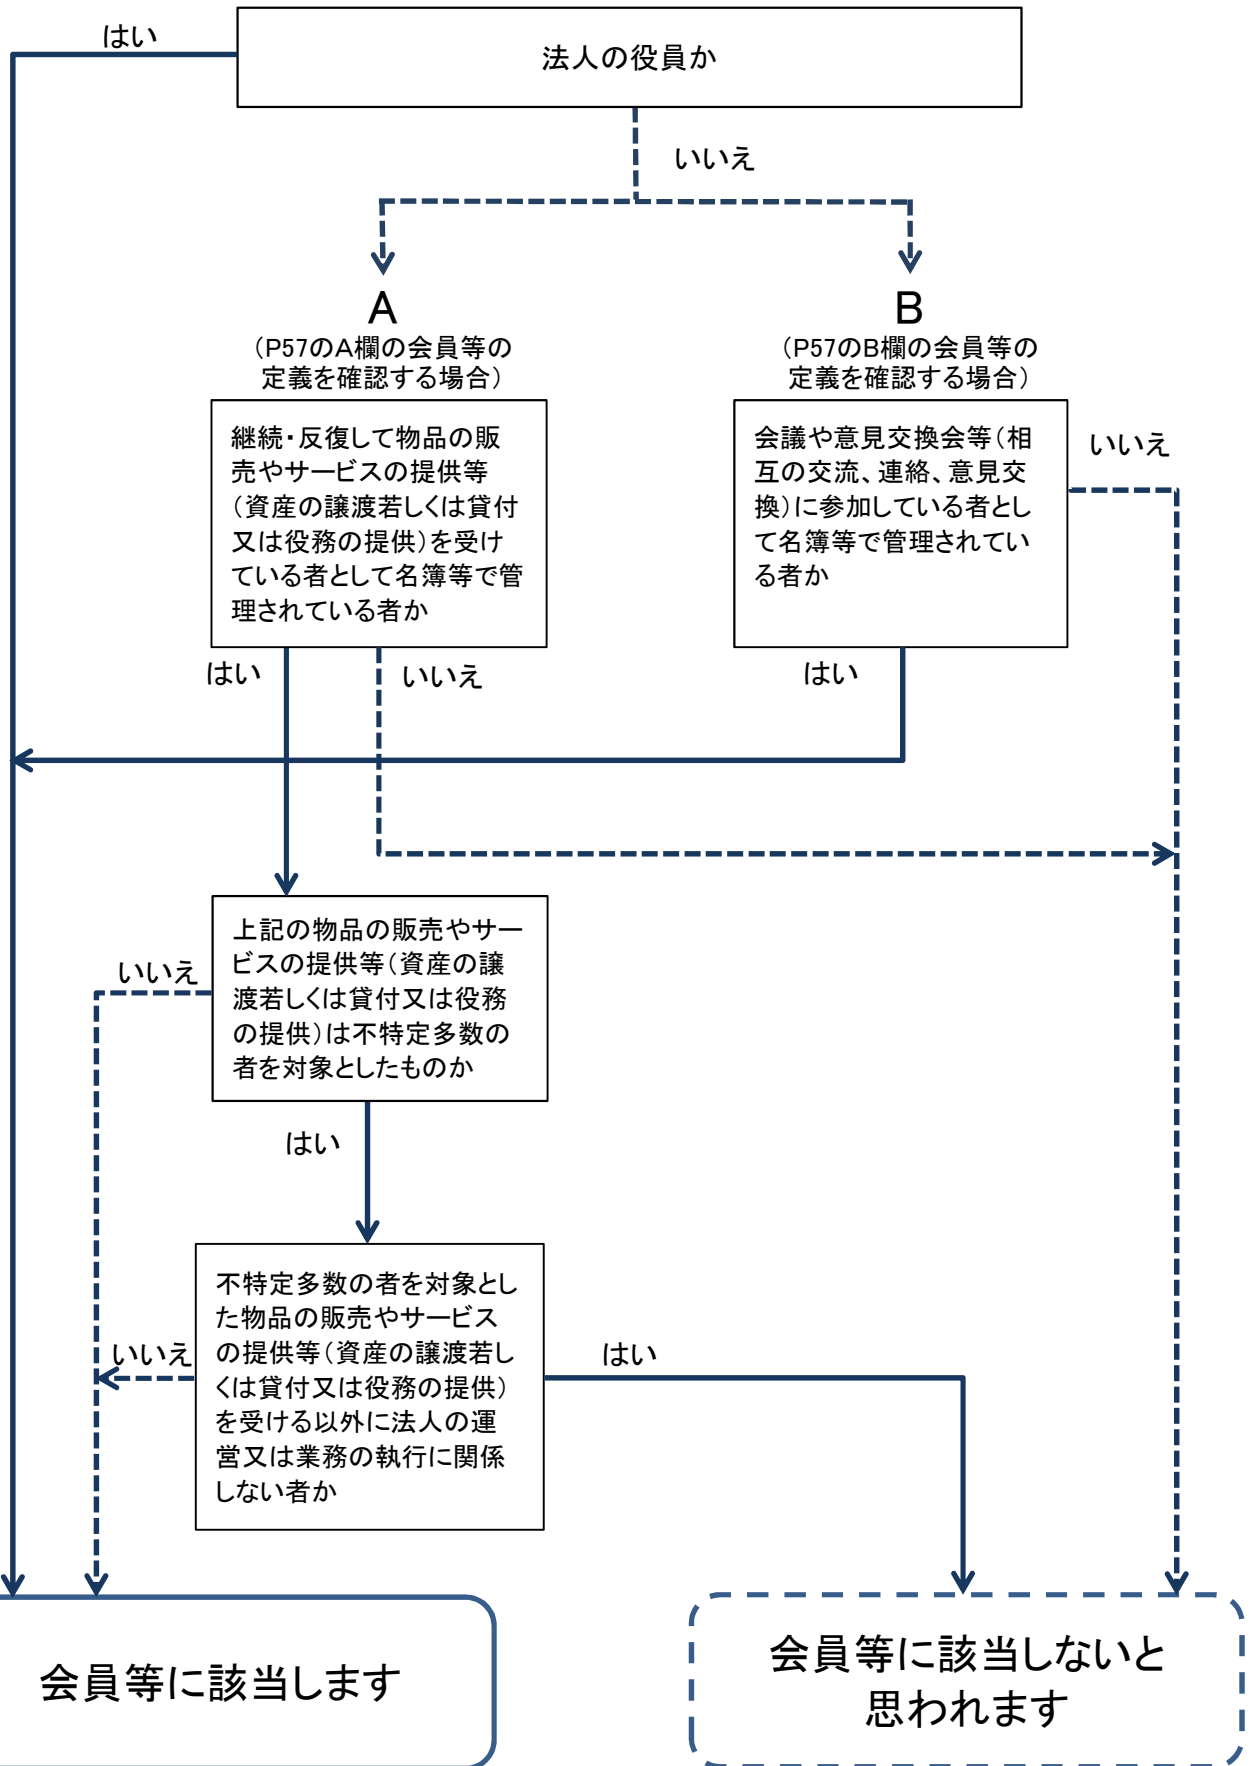 はい
法人の役員か
いいえ
A
(P57のA欄の会員等の
定義を確認する場合)
B
(P57のB欄の会員等の
定義を確認する場合)
継続・反復して物品の販
売やサービスの提供等
(資産の譲渡若しくは貸付
又は役務の提供)を受け
ている者として名簿等で管
理されている者か
会議や意見交換会等(相
互の交流、連絡、意見交
換)に参加している者とし
て名簿等で管理されてい
る者か
いいえ
はい
いいえ
はい
上記の物品の販売やサー
ビスの提供等(資産の譲
渡若しくは貸付又は役務
の提供)は不特定多数の
者を対象としたものか
いいえ
はい
不特定多数の者を対象とし
た物品の販売やサービス
の提供等(資産の譲渡若し
くは貸付又は役務の提供)
を受ける以外に法人の運
営又は業務の執行に関係
しない者か
いいえ
はい
会員等に該当します
会員等に該当しないと
思われます